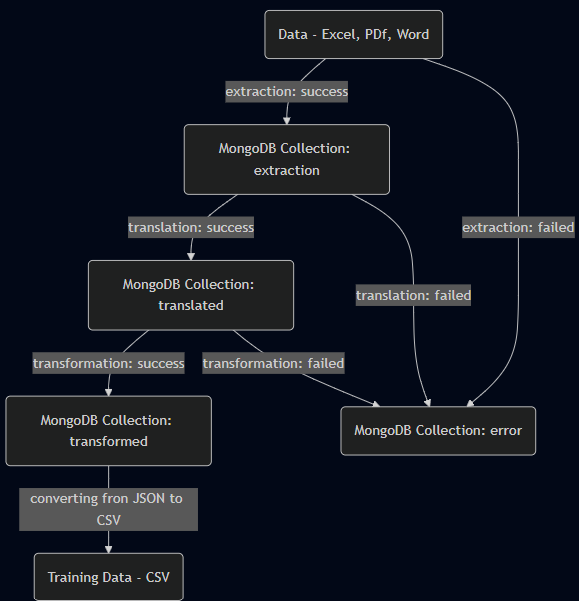 Data - Excel, PDf, Word
extraction: success
MongoDB Collection:
extraction
translation: success
extraction: failed
MongoDB Collection:
translated
translation: failed
transformation: success
transformation: failed
MongoDB Collection:
transformed
MongoDB Collection: error
converting fron JSON to
CSV
Training Data - CSV